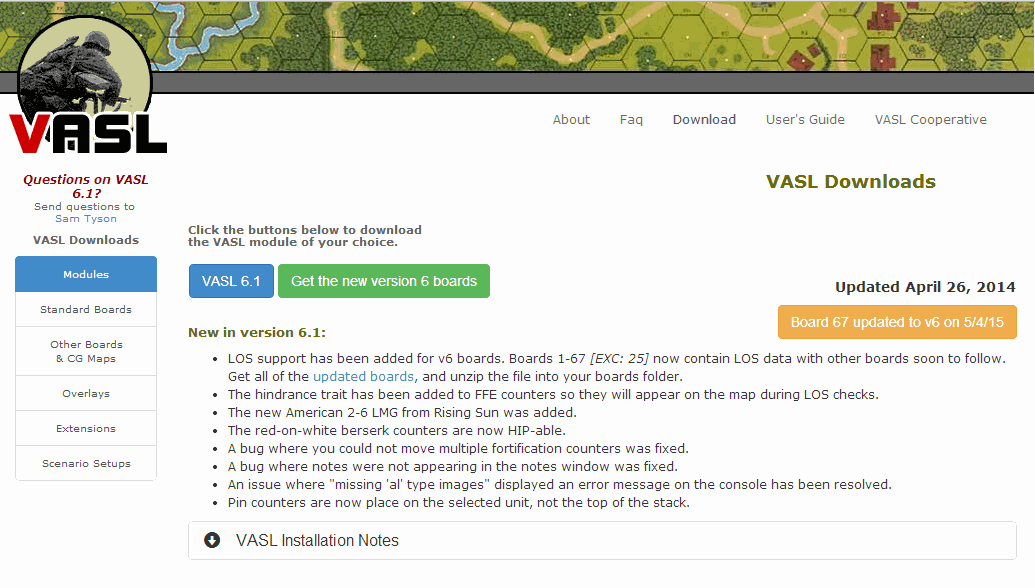 VASL
About
Faq
Download
User's Guide
VASL Cooperative
Questions on VASL
6.1?
Send questions to
Sam Tyson
VASL Downloads
Modules
Standard Boards
Other Boards
& CG Maps
Overlays
Extensions
Scenario Setups
VASL Downloads
Click the buttons below to download
the VASL module of your choice.
VASL 6.1
Get the new version 6 boards
Updated April 26, 2014
Board 67 updated to v6 on 5/4/15
New in version 6.1:
• LOS support has been added for v6 boards. Boards 1-67 [EXC: 25] now contain LOS data with other boards soon to follow.
Get all of the updated boards, and unzip the file into your boards folder.
• The hindrance trait has been added to FFE counters so they will appear on the map during LOS checks.
• The new American 2-6 LMG from Rising Sun was added.
• The red-on-white berserk counters are now HIP-able.
• A bug where you could not move multiple fortification counters was fixed.
• A bug where notes were not appearing in the notes window was fixed.
• An issue where "missing 'al' type images" displayed an error message on the console has been resolved.
• Pin counters are now place on the selected unit, not the top of the stack.
VASL Installation Notes